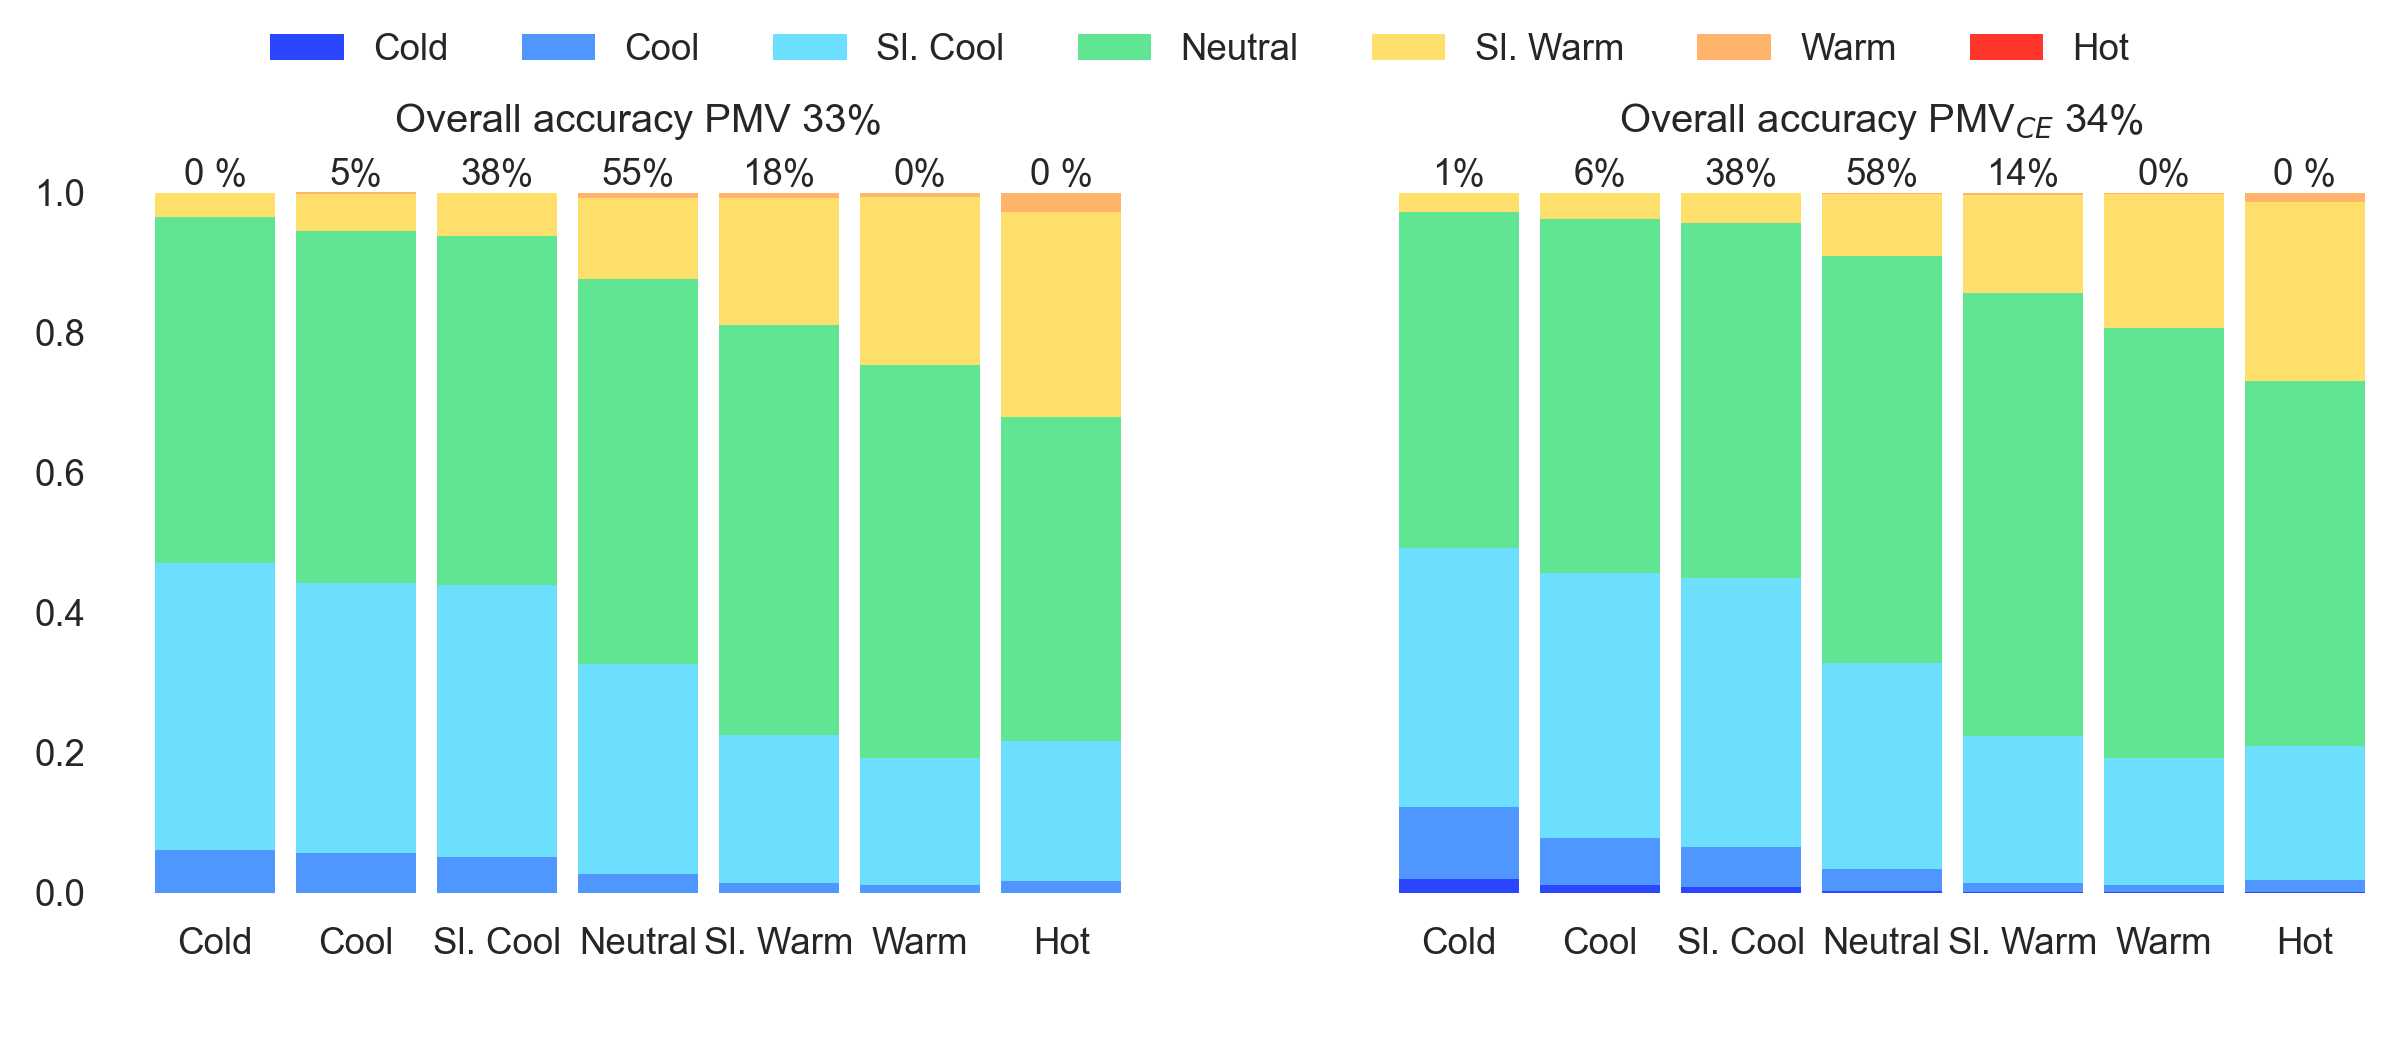 Cold Cool Sl. Cool Neutral Sl. Warm Warm Hot
Overall accuracy PMV 33%
0 % 5% 38% 55% 18% 0% 0 %
1.0
0.8
0.6
0.4
0.2
0.0
Cold Cool Sl. Cool Neutral Sl. Warm Warm Hot
Overall accuracy PMV_CE 34%
1% 6% 38% 58% 14% 0% 0 %
Cold Cool Sl. Cool Neutral Sl. Warm Warm Hot